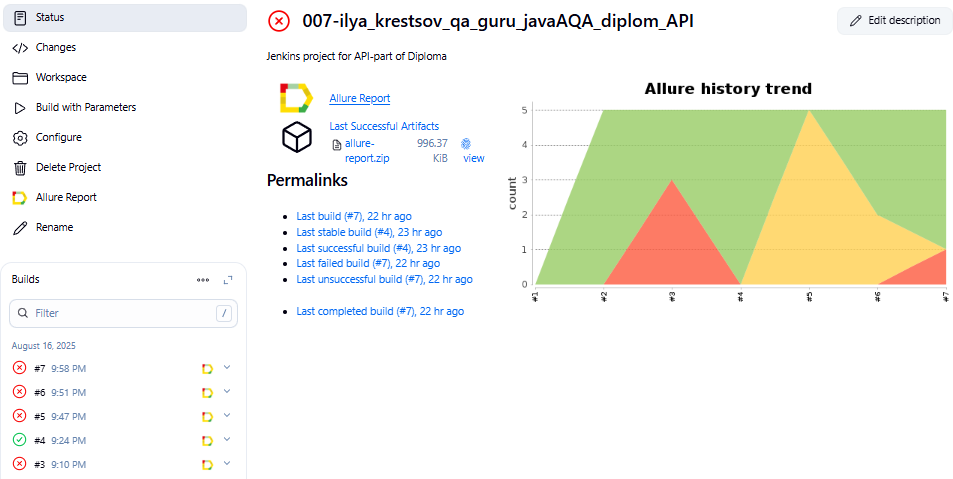 Status
Changes
Workspace
Build with Parameters
Configure
Delete Project
Allure Report
Rename
Builds
Filter
/
August 16, 2025
#7 9:58 PM
#6 9:51 PM
#5 9:47 PM
#4 9:24 PM
#3 9:10 PM
007-ilya_krestsov_qa_guru_javaAQA_diplom_API
Edit description
Jenkins project for API-part of Diploma
Allure Report
Last Successful Artifacts
allure-
report.zip
996.37
KiB
view
Permalinks
Last build (#7), 22 hr ago
Last stable build (#4), 23 hr ago
Last successful build (#4), 23 hr ago
Last failed build (#7), 22 hr ago
Last unsuccessful build (#7), 22 hr ago
Last completed build (#7), 22 hr ago
Allure history trend
count
5
4
3
2
1
0
#1
#2
#3
#4
#5
#6
#7